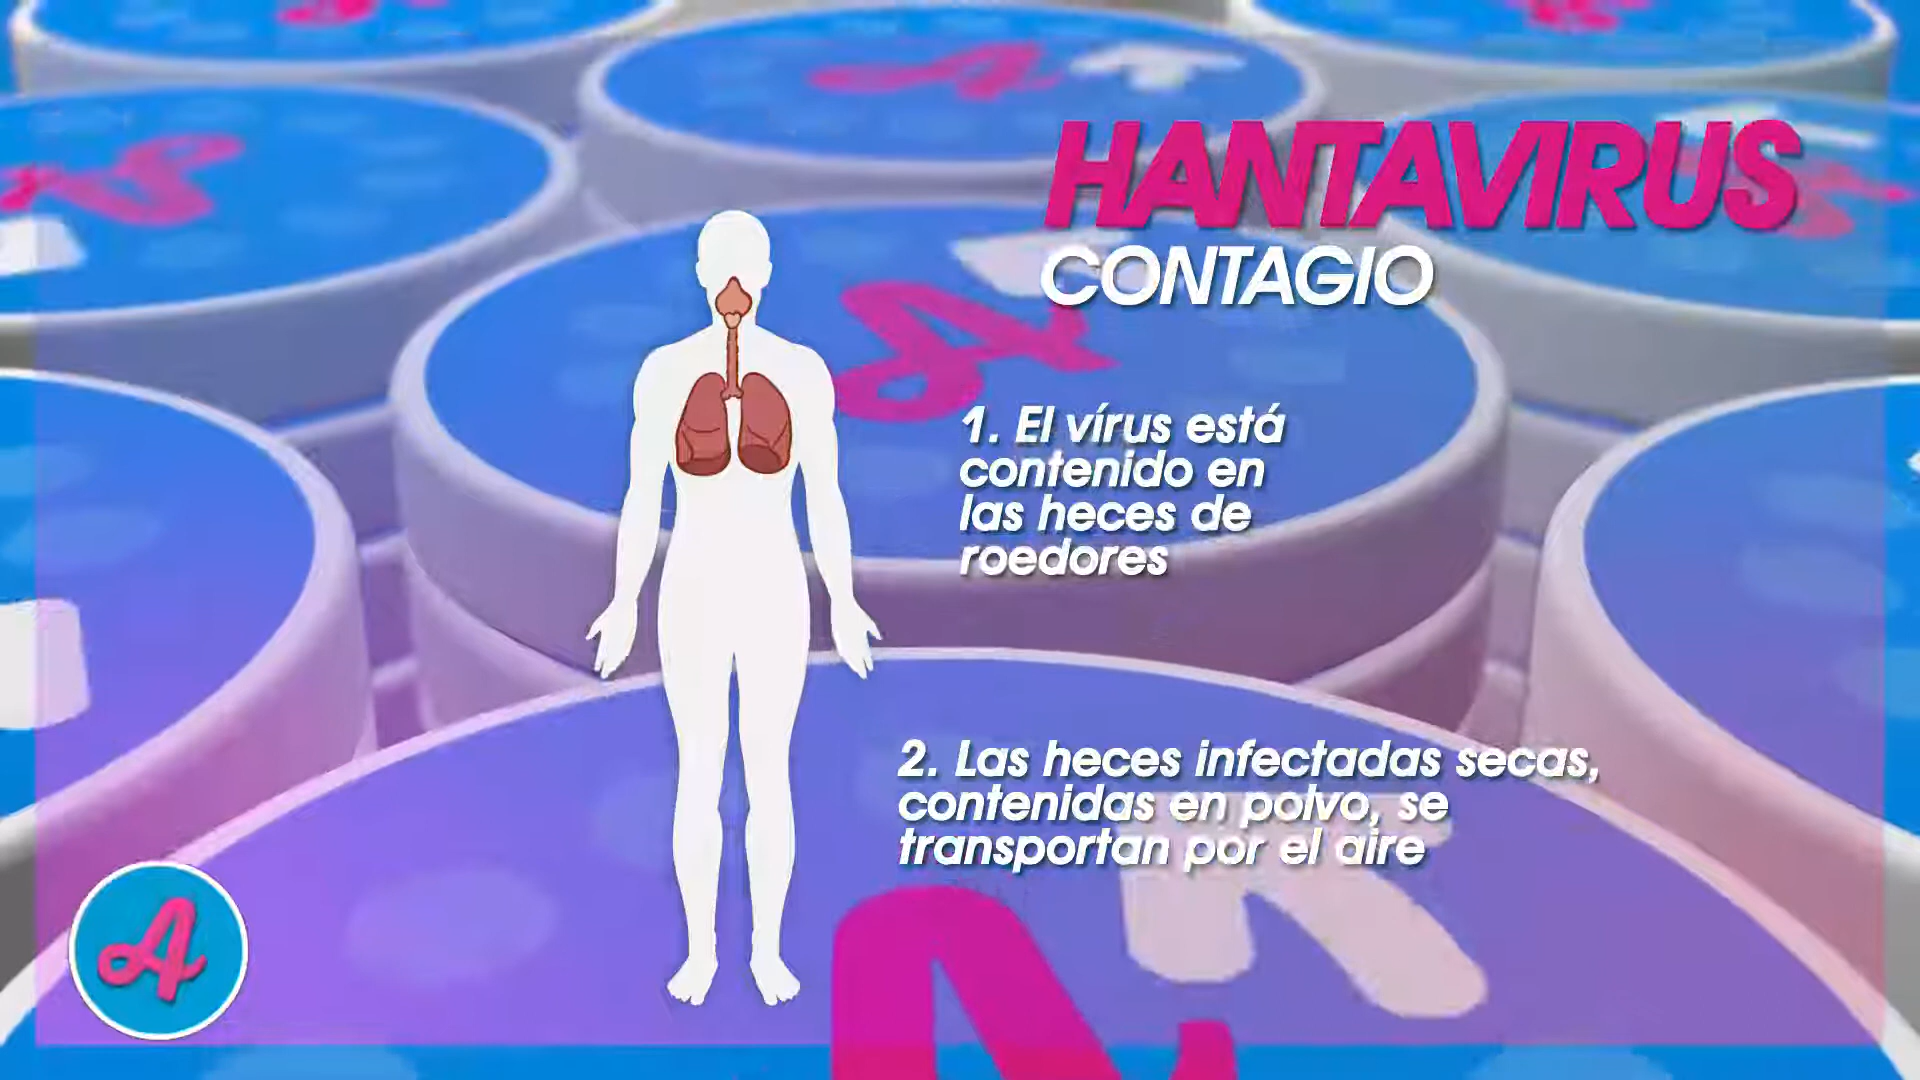 HANTAVIRUS
CONTAGIO
1. El vírus está
contenido en
las heces de
roedores
2. Las heces infectadas secas,
contenidas en polvo, se
transportan por el aire
A